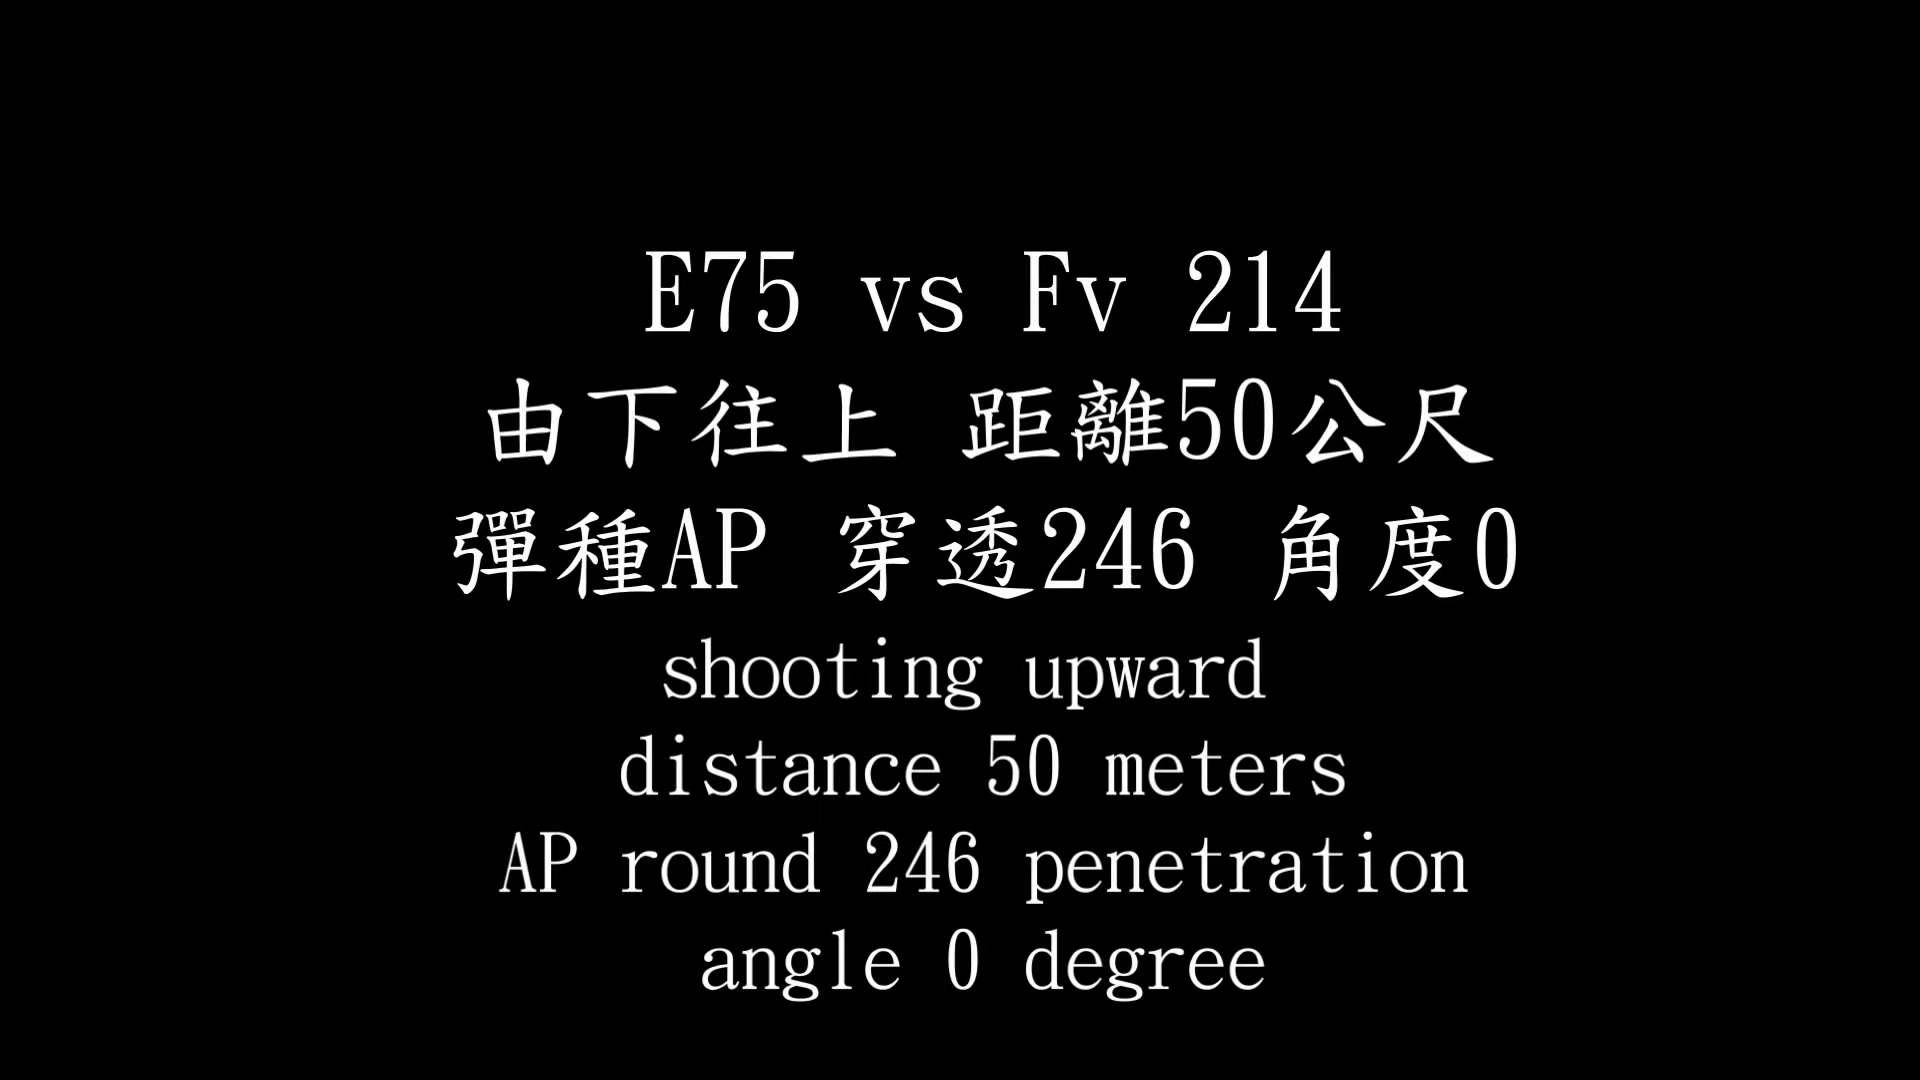 E75 vs Fv 214
由下往上 距離50公尺
彈種AP 穿透246 角度0
shooting upward
distance 50 meters
AP round 246 penetration
angle 0 degree